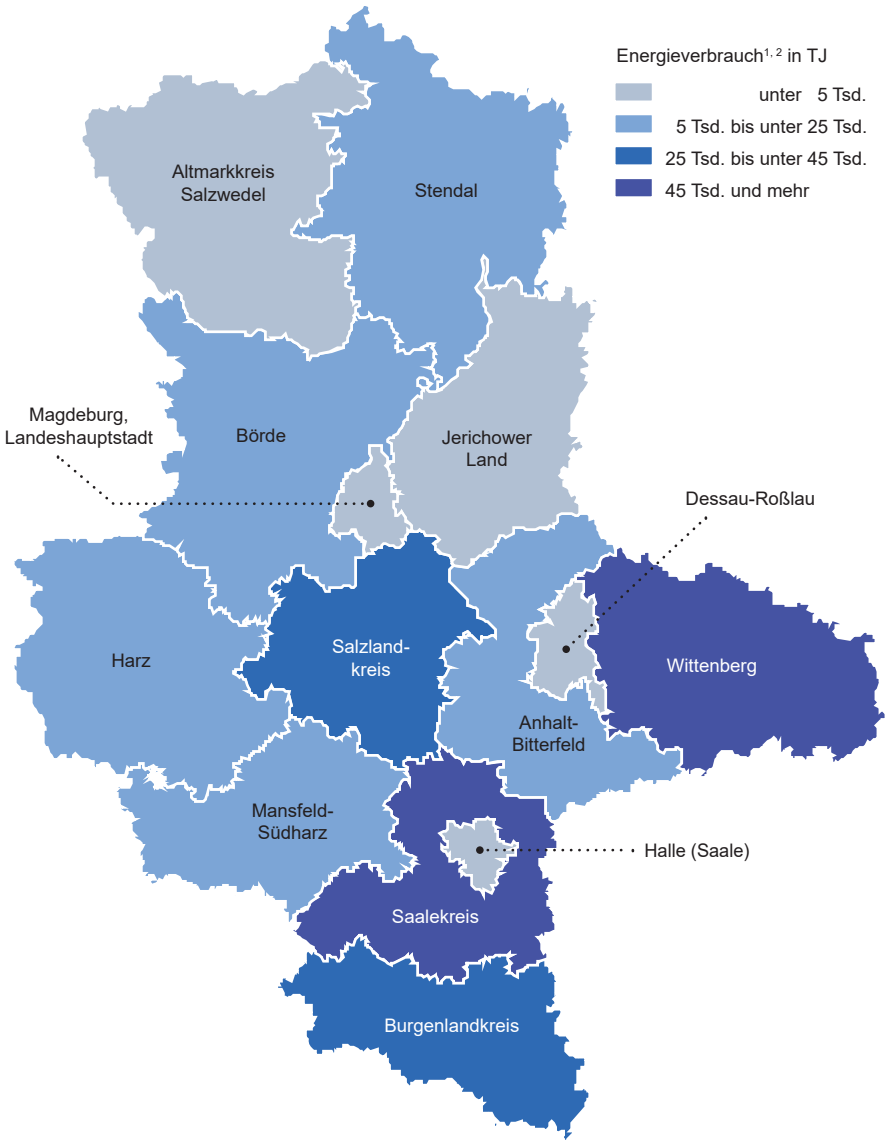 Energieverbrauch¹, ² in TJ
unter 5 Tsd.
5 Tsd. bis unter 25 Tsd.
25 Tsd. bis unter 45 Tsd.
45 Tsd. und mehr
Altmarkkreis
Salzwedel
Stendal
Magdeburg,
Landeshauptstadt
Börde
Jerichower
Land
Dessau-Roßlau
Harz
Salzland-
kreis
Wittenberg
Anhalt-
Bitterfeld
Mansfeld-
Südharz
Halle (Saale)
Saalekreis
Burgenlandkreis